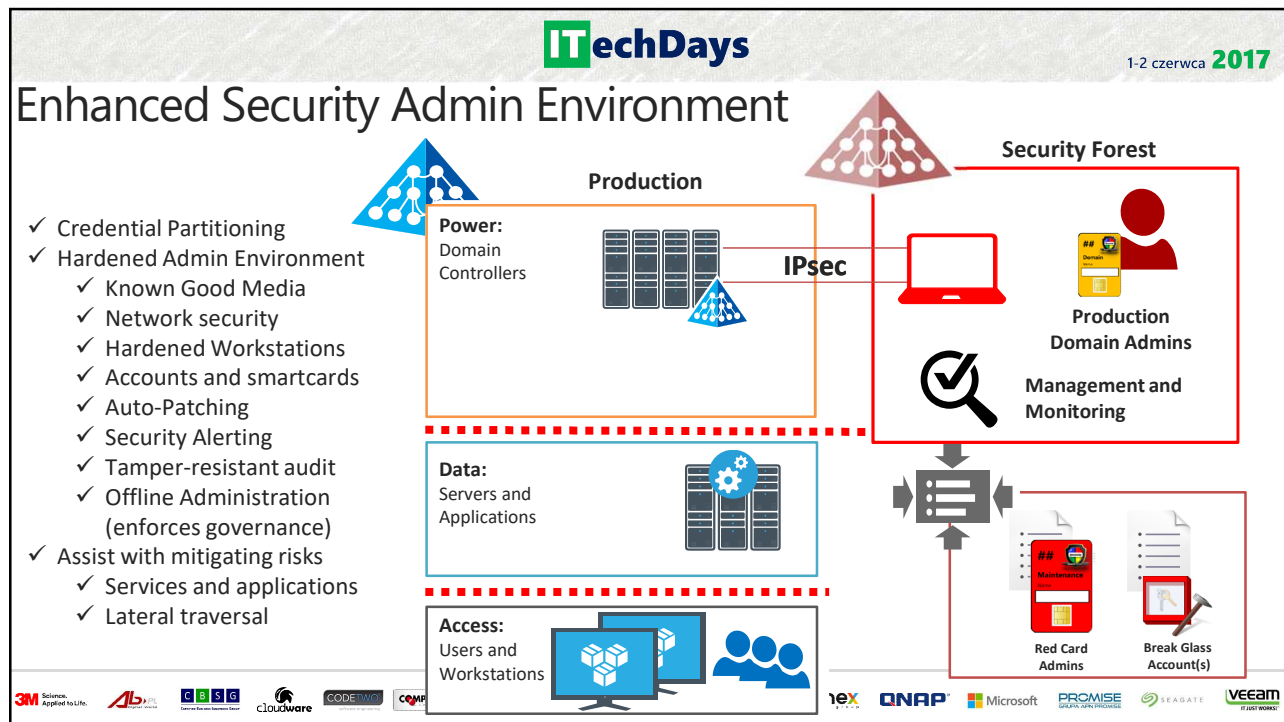 ITechDays
1-2 czerwca 2017
Enhanced Security Admin Environment
✓ Credential Partitioning
✓ Hardened Admin Environment
✓ Known Good Media
✓ Network security
✓ Hardened Workstations
✓ Accounts and smartcards
✓ Auto-Patching
✓ Security Alerting
✓ Tamper-resistant audit
✓ Offline Administration
(enforces governance)
✓ Assist with mitigating risks
✓ Services and applications
✓ Lateral traversal
Production
Power:
Domain
Controllers
IPsec
Data:
Servers and
Applications
Access:
Users and
Workstations
Security Forest
##
Domain
Production
Domain Admins
Management and
Monitoring
##
Maintenance
Red Card
Admins
Break Glass
Account(s)
3M Science.
Applied to Life.
CBSG
cloudware
CODETWO
QNAP
Microsoft
PROMISE
GRUPA APN PROMISE
SEAGATE
VEEAM
IT JUST WORKS!